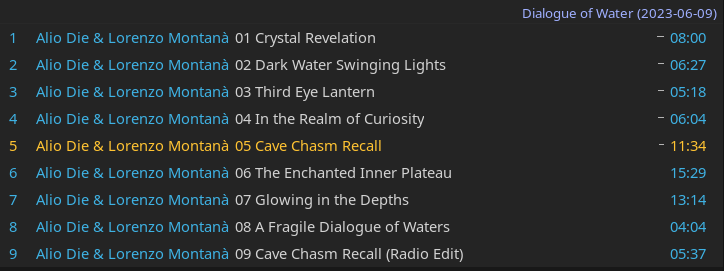 Dialogue of Water (2023-06-09)
1 Alio Die & Lorenzo Montanà 01 Crystal Revelation – 08:00
2 Alio Die & Lorenzo Montanà 02 Dark Water Swinging Lights – 06:27
3 Alio Die & Lorenzo Montanà 03 Third Eye Lantern – 05:18
4 Alio Die & Lorenzo Montanà 04 In the Realm of Curiosity – 06:04
5 Alio Die & Lorenzo Montanà 05 Cave Chasm Recall – 11:34
6 Alio Die & Lorenzo Montanà 06 The Enchanted Inner Plateau 15:29
7 Alio Die & Lorenzo Montanà 07 Glowing in the Depths 13:14
8 Alio Die & Lorenzo Montanà 08 A Fragile Dialogue of Waters 04:04
9 Alio Die & Lorenzo Montanà 09 Cave Chasm Recall (Radio Edit) 05:37